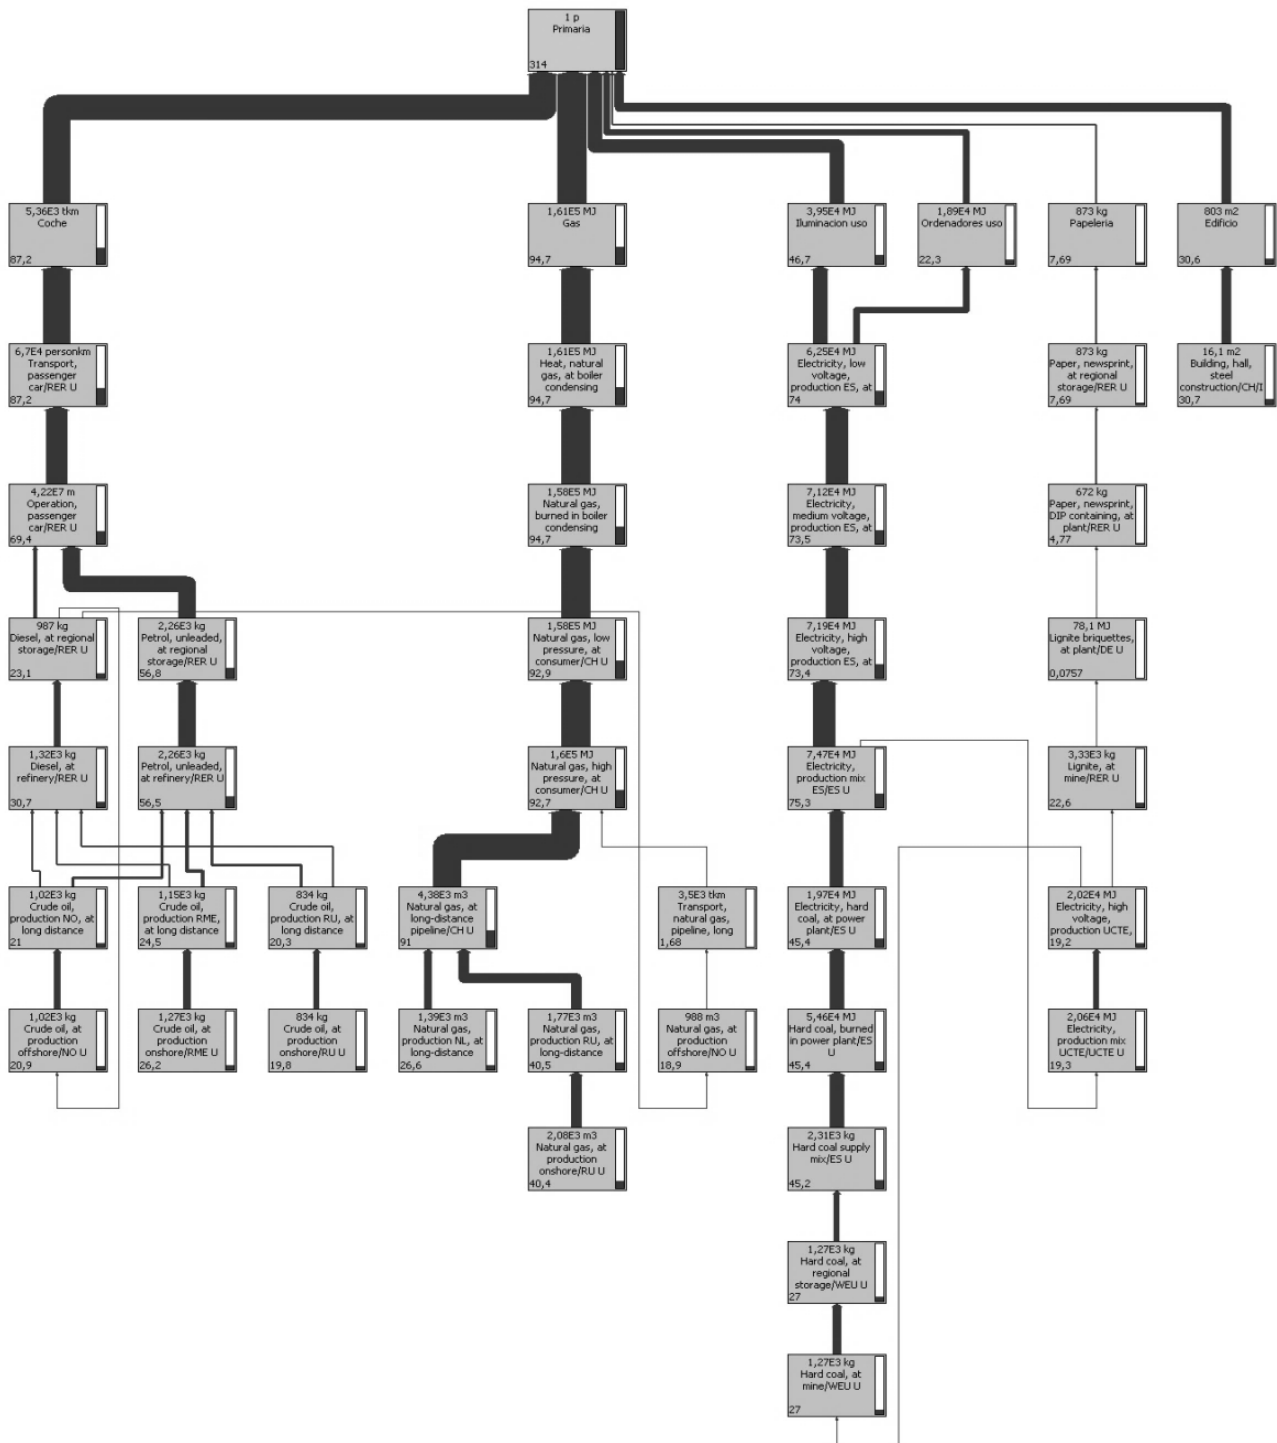 1 p
Primaria
314
5,36E3 tkm
Coche
87,2
1,61E5 MJ
Gas
94,7
3,95E4 MJ
Iluminacion uso
46,7
1,89E4 MJ
Ordenadores uso
22,3
873 kg
Papeleria
7,69
803 m2
Edificio
30,6
6,7E4 personkm
Transport,
passenger
car/RER U
87,2
1,61E5 MJ
Heat, natural
gas, at boiler
condensing
94,7
6,25E4 MJ
Electricity, low
voltage,
production ES, at
74
873 kg
Paper, newsprint,
at regional
storage/RER U
7,69
16,1 m2
Building, hall,
steel
construction/CH/I
30,7
4,22E7 m
Operation,
passenger
car/RER U
69,4
1,58E5 MJ
Natural gas,
burned in boiler
condensing
94,7
7,12E4 MJ
Electricity,
medium voltage,
production ES, at
73,5
672 kg
Paper, newsprint,
DIP containing, at
plant/RER U
4,77
987 kg
Diesel, at regional
storage/RER U
23,1
2,26E3 kg
Petrol, unleaded,
at regional
storage/RER U
56,8
1,58E5 MJ
Natural gas, low
pressure, at
consumer/CH U
92,9
7,19E4 MJ
Electricity, high
voltage,
production ES, at
73,4
78,1 MJ
Lignite briquettes,
at plant/DE U
0,0757
1,32E3 kg
Diesel, at
refinery/RER U
30,7
2,26E3 kg
Petrol, unleaded,
at refinery/RER U
56,5
1,6E5 MJ
Natural gas, high
pressure, at
consumer/CH U
92,7
7,47E4 MJ
Electricity,
production mix
ES/ES U
75,3
3,33E3 kg
Lignite, at
mine/RER U
22,6
1,02E3 kg
Crude oil,
production NO, at
long distance
21
1,15E3 kg
Crude oil,
production RME,
at long distance
24,5
834 kg
Crude oil,
production RU, at
long distance
20,3
4,38E3 m3
Natural gas, at
long-distance
pipeline/CH U
91
3,5E3 tkm
Transport,
natural gas,
pipeline, long
1,68
1,97E4 MJ
Electricity, hard
coal, at power
plant/ES U
45,4
2,02E4 MJ
Electricity, high
voltage,
production UCTE,
19,2
1,02E3 kg
Crude oil, at
production
offshore/NO U
20,9
1,27E3 kg
Crude oil, at
production
onshore/RME U
26,2
834 kg
Crude oil, at
production
onshore/RU U
19,8
1,39E3 m3
Natural gas,
production NL, at
long-distance
26,6
1,77E3 m3
Natural gas,
production RU, at
long-distance
40,5
988 m3
Natural gas, at
production
offshore/NO U
18,9
5,46E4 MJ
Hard coal, burned
in power plant/ES
U
45,4
2,06E4 MJ
Electricity,
production mix
UCTE/UCTE U
19,3
2,08E3 m3
Natural gas, at
production
onshore/RU U
40,4
2,31E3 kg
Hard coal supply
mix/ES U
45,2
1,27E3 kg
Hard coal, at
regional
storage/WEU U
27
1,27E3 kg
Hard coal, at
mine/WEU U
27